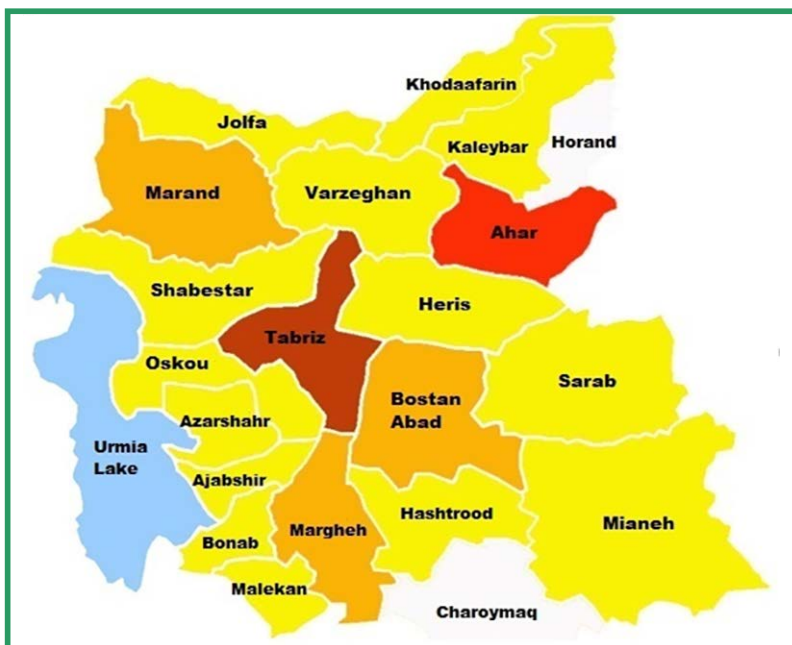 Khodaafarin
Jolfa
Kaleybar
Horand
Marand
Varzeghan
Ahar
Shabestar
Heris
Tabriz
Oskou
Sarab
Bostan
Abad
Azarshahr
Urmia
Lake
Ajabshir
Hashtrood
Mianeh
Margheh
Bonab
Malekan
Charoymaq